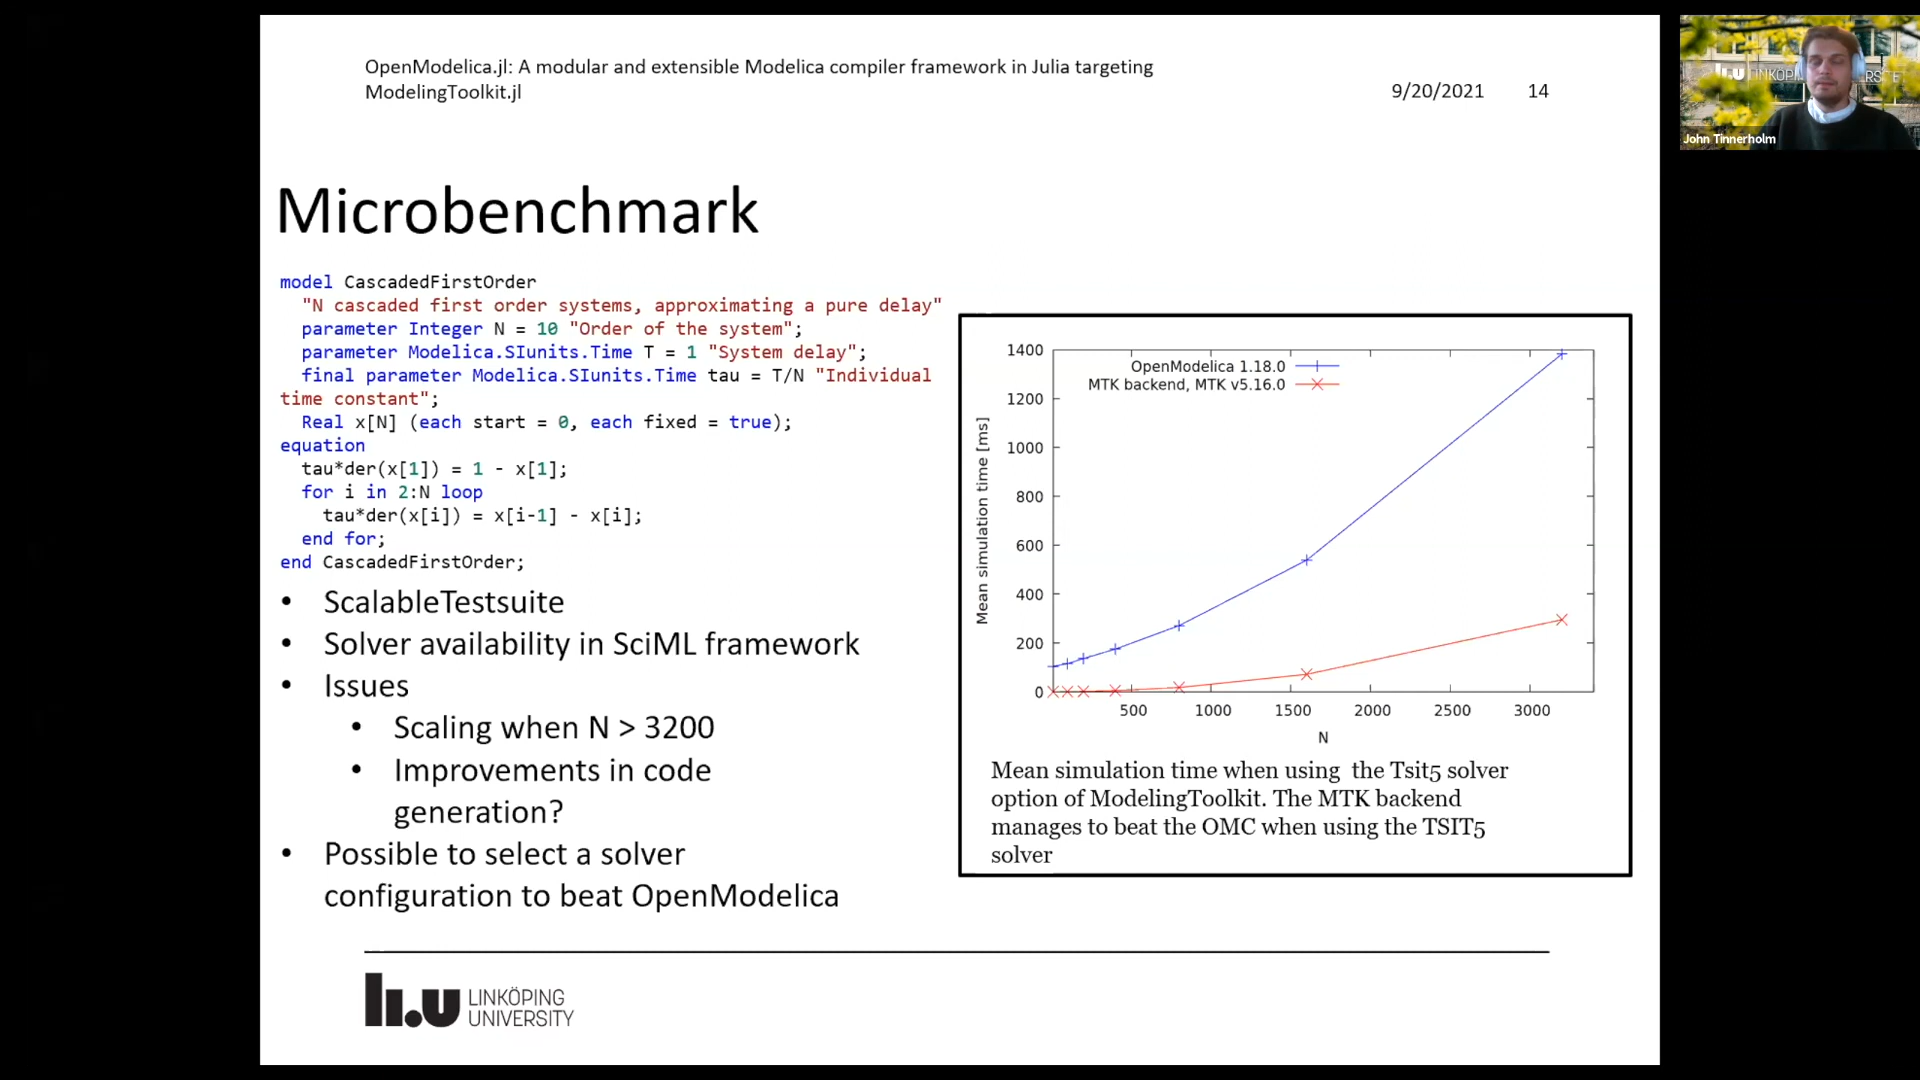 OpenModelica.jl: A modular and extensible Modelica compiler framework in Julia targeting
ModelingToolkit.jl
9/20/2021 14
LINKÖPI
RS
John Tinnerholm
Microbenchmark
model CascadedFirstOrder
"N cascaded first order systems, approximating a pure delay"
parameter Integer N = 10 "Order of the system";
parameter Modelica.SIunits.Time T = 1 "System delay";
final parameter Modelica.SIunits.Time tau = T/N "Individual
time constant";
Real x[N] (each start = 0, each fixed = true);
equation
tau*der(x[1]) = 1 - x[1];
for i in 2:N loop
tau*der(x[i]) = x[i-1] - x[i];
end for;
end CascadedFirstOrder;
• ScalableTestsuite
• Solver availability in SciML framework
• Issues
• Scaling when N > 3200
• Improvements in code
generation?
• Possible to select a solver
configuration to beat OpenModelica
OpenModelica 1.18.0
MTK backend, MTK v5.16.0
Mean simulation time [ms]
1400
1200
1000
800
600
400
200
0
500 1000 1500 2000 2500 3000
N
Mean simulation time when using the Tsit5 solver
option of ModelingToolkit. The MTK backend
manages to beat the OMC when using the TSIT5
solver
li.u LINKÖPING
UNIVERSITY